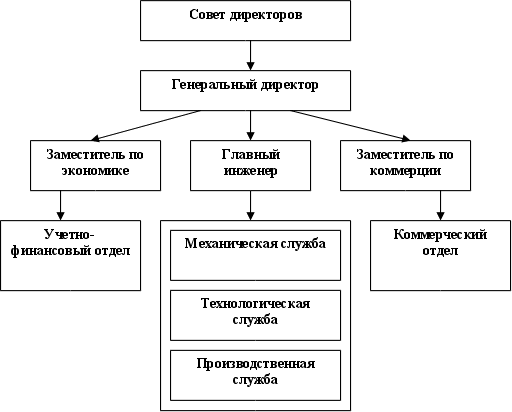 Совет директоров
Генеральный директор
Заместитель по
экономике
Главный
инженер
Заместитель по
коммерции
Учетно-
финансовый отдел
Механическая служба
Технологическая
служба
Производственная
служба
Коммерческий
отдел